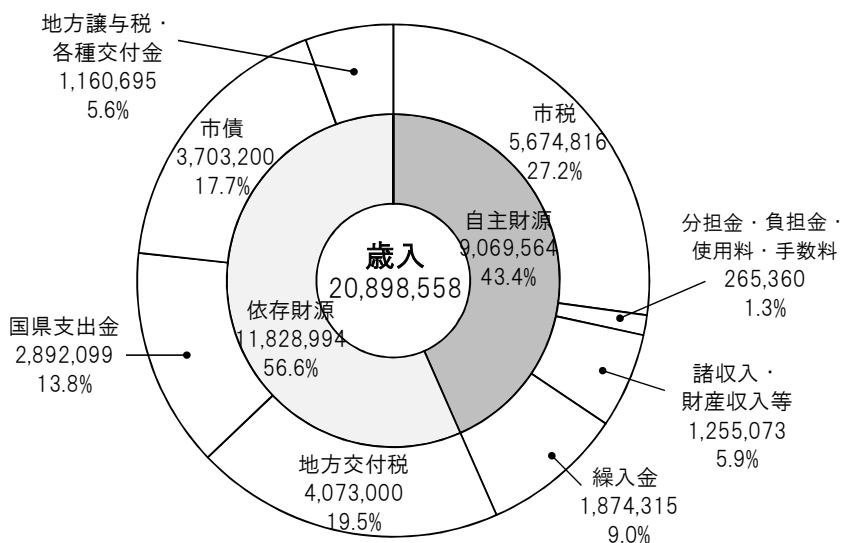 地方譲与税・
各種交付金
1,160,695
5.6%
市税
5,674,816
27.2%
市債
3,703,200
17.7%
自主財源
9,069,564
43.4%
分担金・負担金・
使用料・手数料
265,360
1.3%
歳入
20,898,558
依存財源
11,828,994
56.6%
国県支出金
2,892,099
13.8%
諸収入・
財産収入等
1,255,073
5.9%
地方交付税
4,073,000
19.5%
繰入金
1,874,315
9.0%